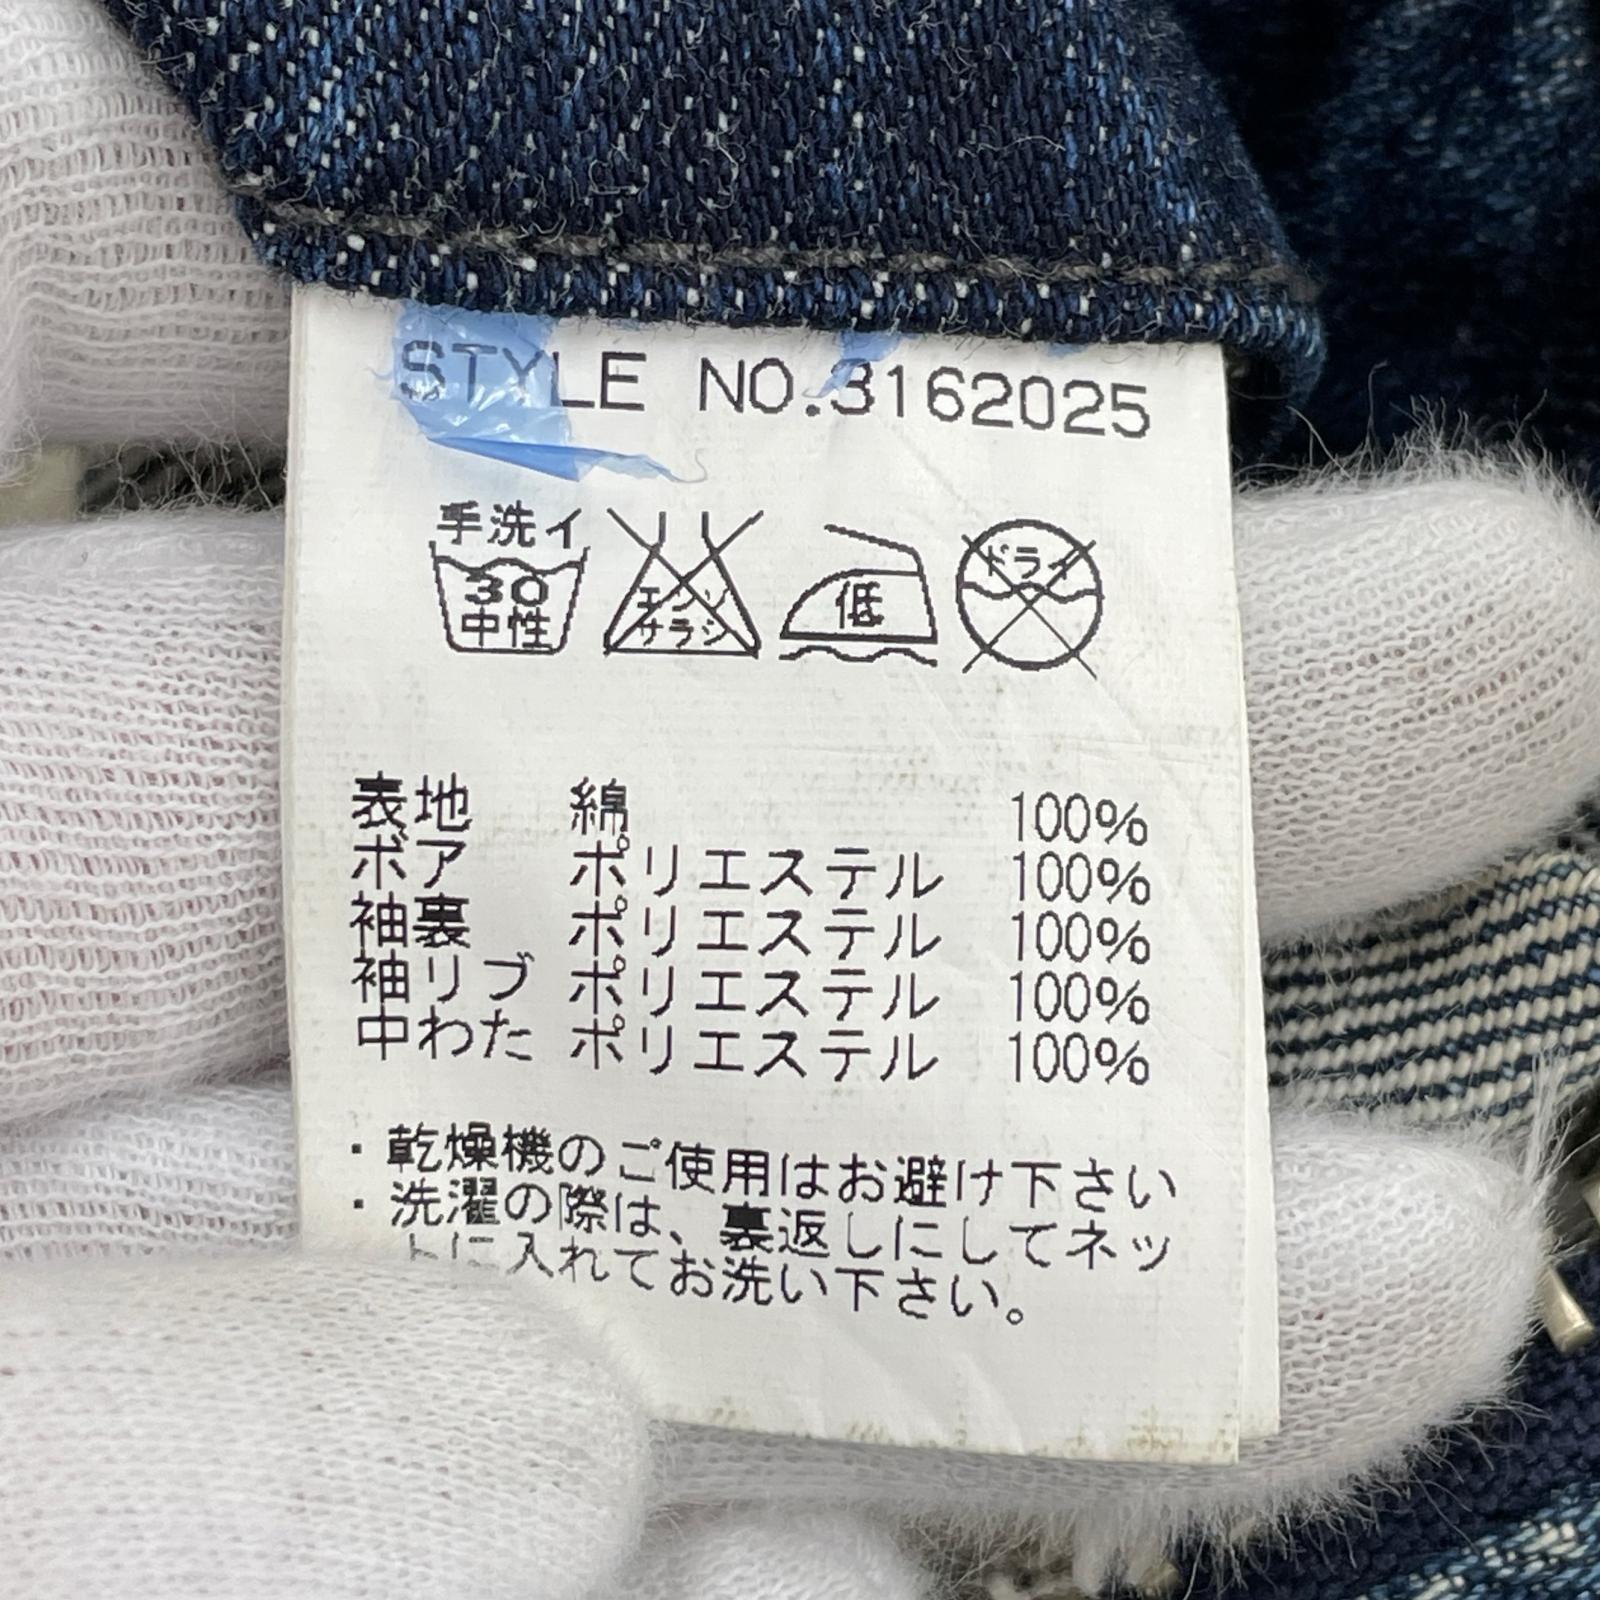 STYLE NO.3162025
手洗イ
30
中性
エンソ
サラシ
低
ドライ
表地 綿 100%
ボア ポリエステル 100%
袖裏 ポリエステル 100%
袖リブ ポリエステル 100%
中わた ポリエステル 100%
・乾燥機のご使用はお避け下さい
・洗濯の際は、裏返しにしてネッ
トに入れてお洗い下さい。